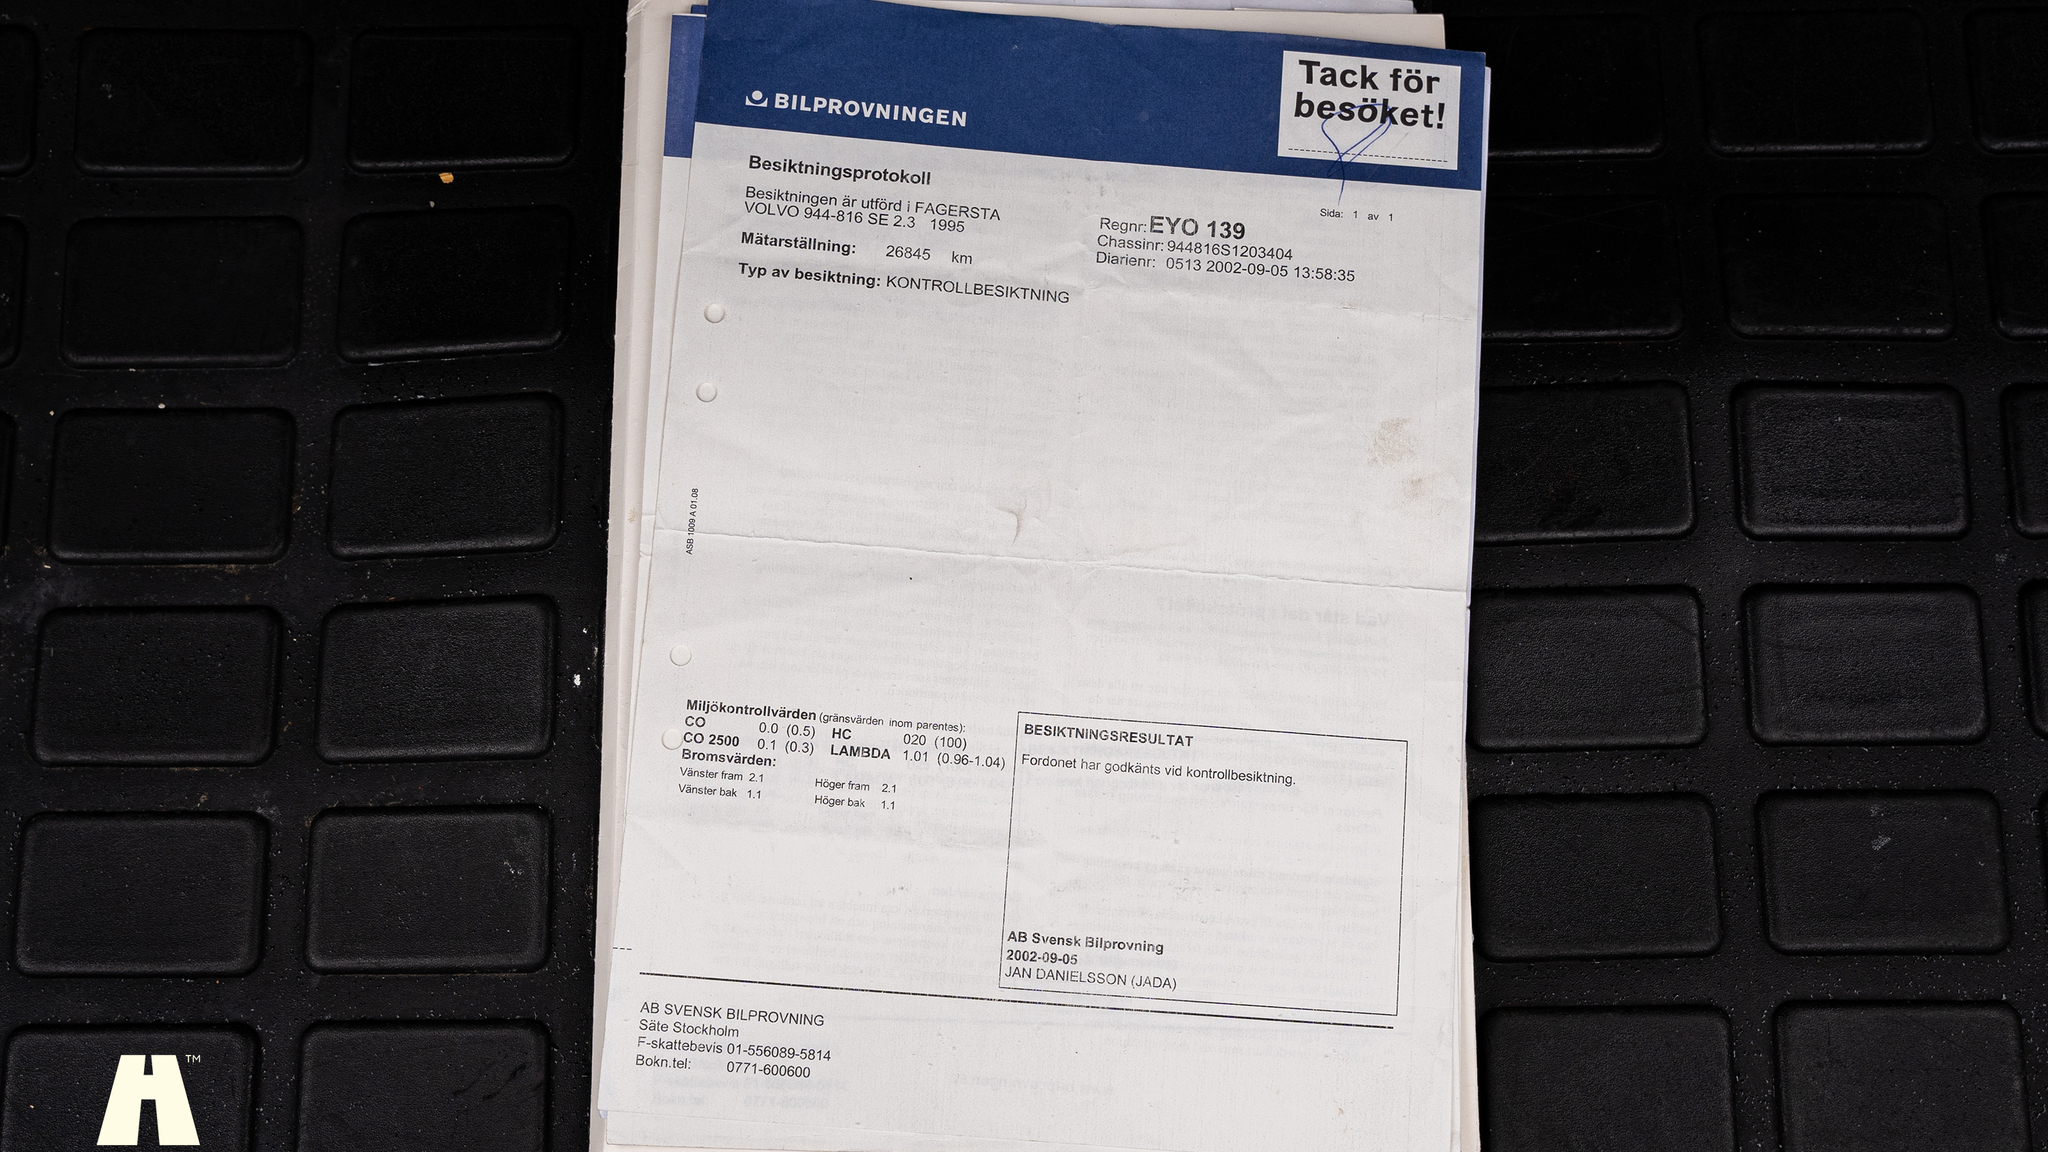 BILPROVNINGEN
Tack för
besöket!
Besiktningsprotokoll
Sida: 1 av 1
Besiktningen är utförd i FAGERSTA
VOLVO 944-816 SE 2.3 1995
Mätarställning: 26845 km
Typ av besiktning: KONTROLLBESIKTNING
Regnr: EYO 139
Chassinr: 944816S1203404
Diarienr: 0513 2002-09-05 13:58:35
ASB 1009 A 01.08
Miljökontrollvärden (gränsvärden inom parentes):
CO 0.0 (0.5) HC 020 (100)
CO 2500 0.1 (0.3) LAMBDA 1.01 (0.96-1.04)
Bromsvärden:
Vänster fram 2.1 Höger fram 2.1
Vänster bak 1.1 Höger bak 1.1
BESIKTNINGSRESULTAT
Fordonet har godkänts vid kontrollbesiktning.
AB Svensk Bilprovning
2002-09-05
JAN DANIELSSON (JADA)
AB SVENSK BILPROVNING
Säte Stockholm
F-skattebevis 01-556089-5814
Bokn.tel: 0771-600600
H™